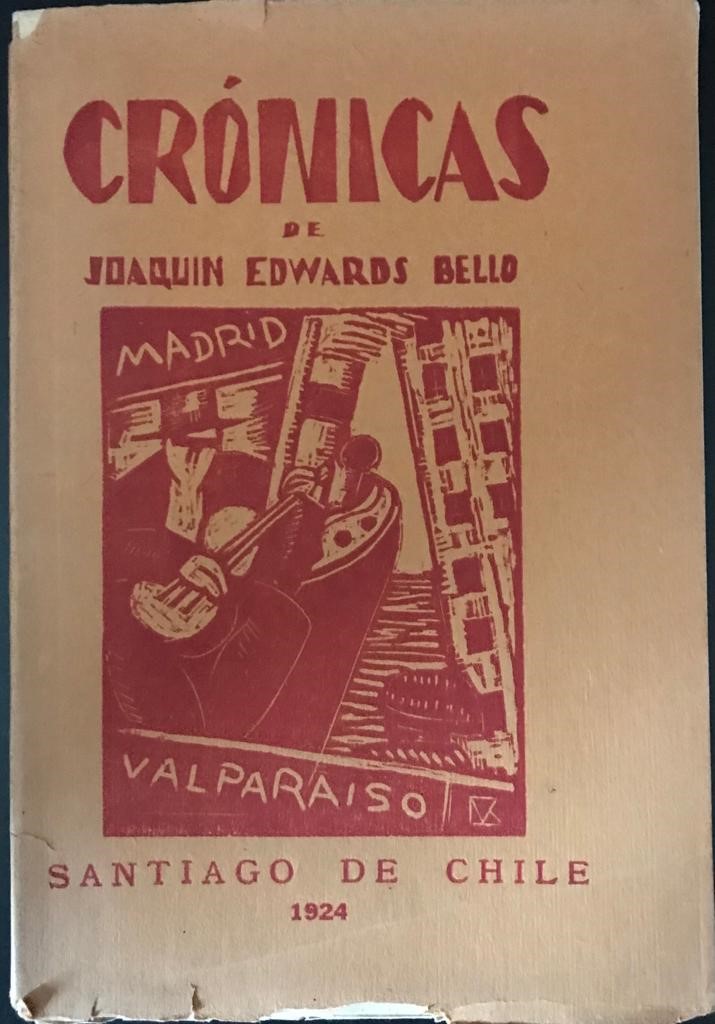 CRÓNICAS
DE
JOAQUIN EDWARDS BELLO
MADRID
VALPARAISO
SANTIAGO DE CHILE
1924